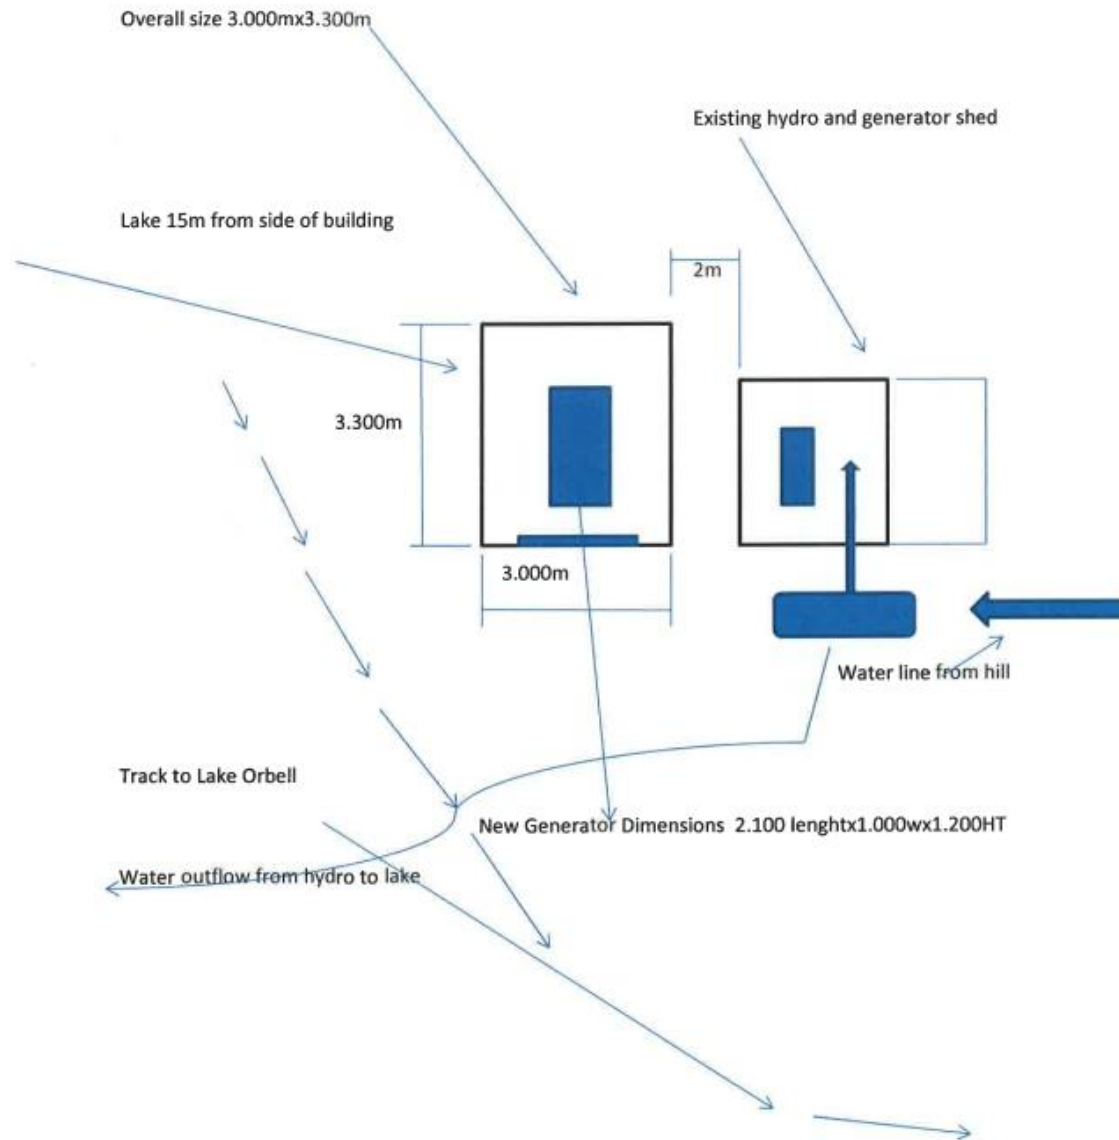 Overall size 3.000mx3.300m
Existing hydro and generator shed
Lake 15m from side of building
2m
3.300m
3.000m
Water line from hill
Track to Lake Orbell
New Generator Dimensions 2.100 lenghtx1.000wx1.200HT
Water outflow from hydro to lake